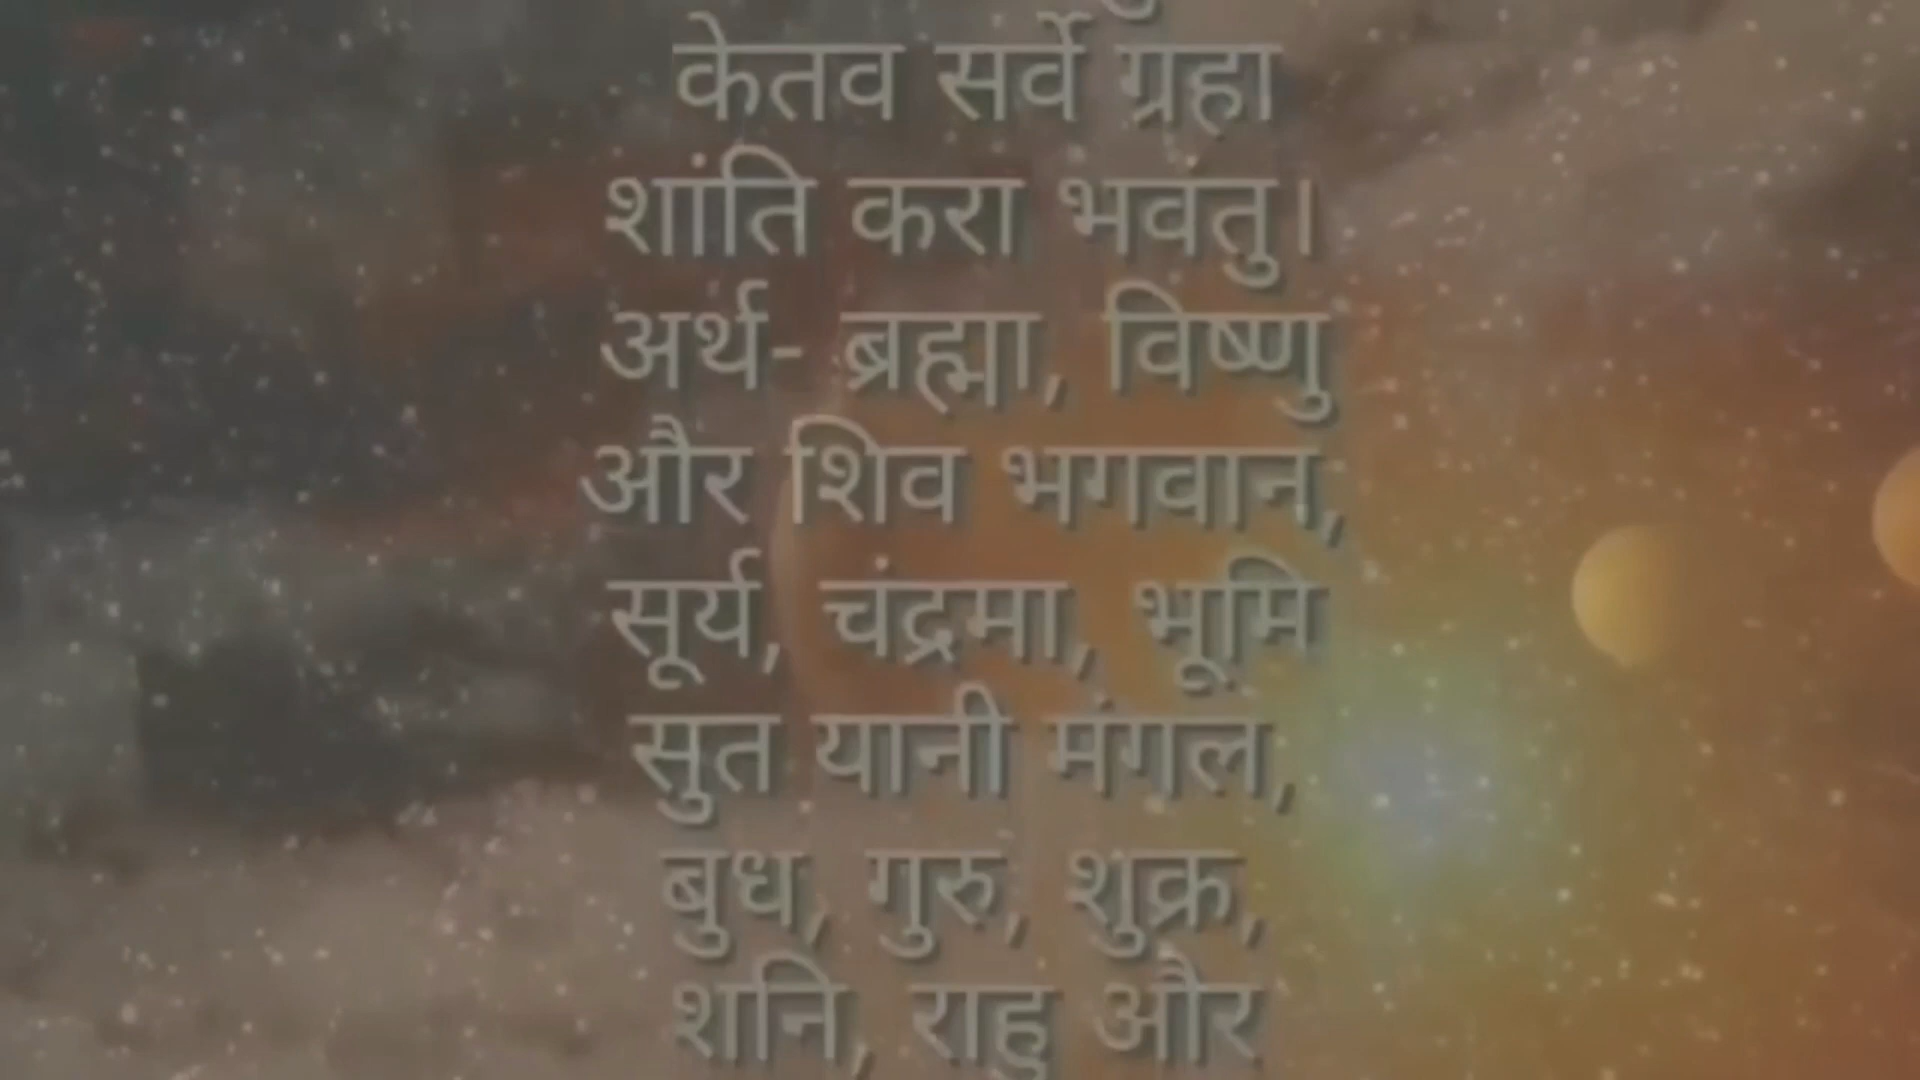 केतव सर्वे ग्रहा
शांति करा भवंतु।
अर्थ- ब्रह्मा, विष्णु
और शिव भगवान,
सूर्य, चंद्रमा, भूमि
सुत यानी मंगल,
बुध, गुरु, शुक्र,
शनि, राहु और